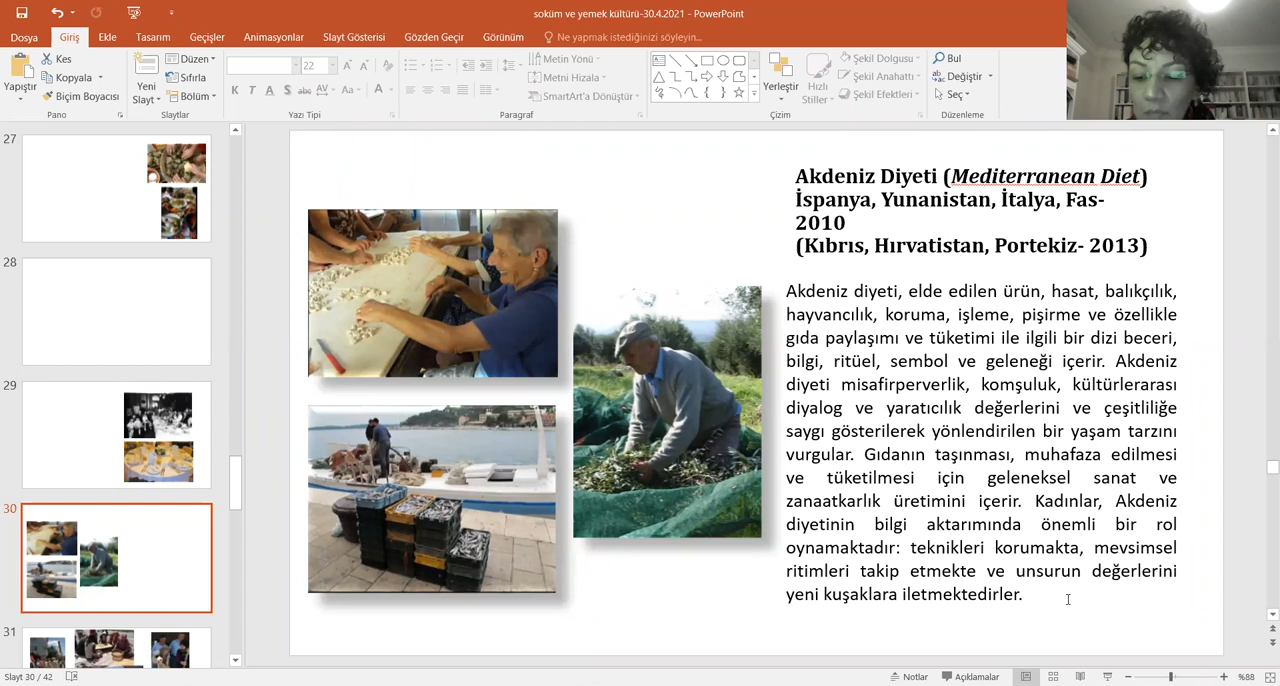 soküm ve yemek kültürü-30.4.2021 - PowerPoint
Dosya
Giriş
Ekle
Tasarım
Geçişler
Animasyonlar
Slayt Gösterisi
Gözden Geçir
Görünüm
Ne yapmak istediğinizi söyleyin...
Yapıştır
Kes
Kopyala
Biçim Boyacısı
Pano
Yeni
Slayt
Düzen
Sıfırla
Bölüm
Slaytlar
22
K T A S abc AV Aa A
Yazı Tipi
Metin Yönü
Metni Hizala
SmartArt'a Dönüştür
Paragraf
Yerleştir
Hızlı
Stiller
Şekil Dolgusu
Şekil Anahattı
Şekil Efektleri
Çizim
Bul
Değiştir
Seç
Düzenleme
27
28
29
30
31
Akdeniz Diyeti (Mediterranean Diet)
İspanya, Yunanistan, İtalya, Fas-
2010
(Kıbrıs, Hırvatistan, Portekiz- 2013)
Akdeniz diyeti, elde edilen ürün, hasat, balıkçılık,
hayvancılık, koruma, işleme, pişirme ve özellikle
gıda paylaşımı ve tüketimi ile ilgili bir dizi beceri,
bilgi, ritüel, sembol ve geleneği içerir. Akdeniz
diyeti misafirperverlik, komşuluk, kültürlerarası
diyalog ve yaratıcılık değerlerini ve çeşitliliğe
saygı gösterilerek yönlendirilen bir yaşam tarzını
vurgular. Gıdanın taşınması, muhafaza edilmesi
ve tüketilmesi için geleneksel sanat ve
zanaatkarlık üretimini içerir. Kadınlar, Akdeniz
diyetinin bilgi aktarımında önemli bir rol
oynamaktadır: teknikleri korumakta, mevsimsel
ritimleri takip etmekte ve unsurun değerlerini
yeni kuşaklara iletmektedirler.
Slayt 30 / 42
Notlar
Açıklamalar
%88